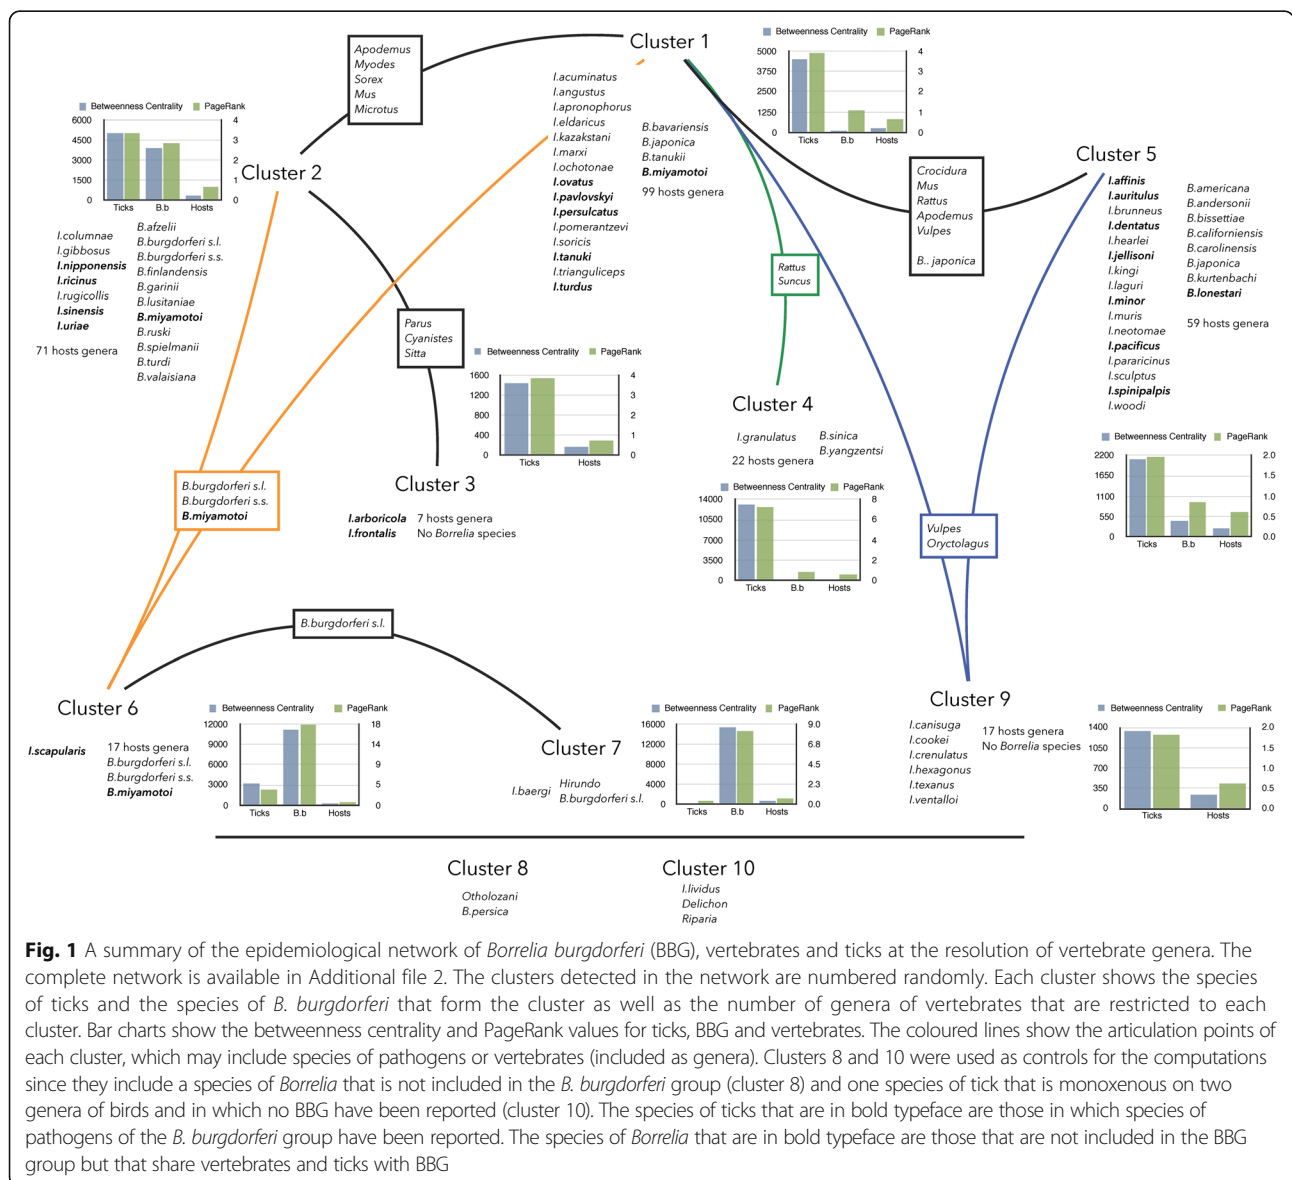 Apodemus
Myodes
Sorex
Mus
Microtus
Cluster 1
I.acuminatus
I.angustus
I.apronophorus
I.eldaricus
I.kazakstani
I.marxi
I.ochotonae
I.ovatus
I.pavlovskyi
I.persulcatus
I.pomerantzevi
I.soricis
I.tanuki
I.trianguliceps
I.turdus
B.bavariensis
B.japonica
B.tanukii
B.miyamotoi
99 hosts genera
Betweenness Centrality PageRank
5000 4
3750 3
2500 2
1250 1
0 0
Ticks B.b Hosts
Betweenness Centrality PageRank
6000 4
4500 3
3000 2
1500 1
0 0
Ticks B.b Hosts
Cluster 2
I.columnae
I.gibbosus
I.nipponensis
I.ricinus
I.rugicollis
I.sinensis
I.uriae
71 hosts genera
B.afzelii
B.burgdorferi s.l.
B.burgdorferi s.s.
B.finlandensis
B.garinii
B.lusitaniae
B.miyamotoi
B.ruski
B.spielmanii
B.turdi
B.valaisiana
Crocidura
Mus
Rattus
Apodemus
Vulpes
B.. japonica
Cluster 5
I.affinis
I.auritulus
I.brunneus
I.dentatus
I.hearlei
I.jellisoni
I.kingi
I.laguri
I.minor
I.muris
I.neotomae
I.pacificus
I.pararicinus
I.sculptus
I.spinipalpis
I.woodi
B.americana
B.andersonii
B.bissettiae
B.californiensis
B.carolinensis
B.japonica
B.kurtenbachi
B.lonestari
59 hosts genera
Betweenness Centrality PageRank
2200 2.0
1650 1.5
1100 1.0
550 0.5
0 0.0
Ticks B.b Hosts
Rattus
Suncus
Parus
Cyanistes
Sitta
Betweenness Centrality PageRank
1600 4
1200 3
800 2
400 1
0 0
Ticks Hosts
Cluster 3
I.arboricola
I.frontalis
7 hosts genera
No Borrelia species
Cluster 4
I.granulatus
22 hosts genera
B.sinica
B.yangzentsi
Betweenness Centrality PageRank
14000 8
10500 6
7000 4
3500 2
0 0
Ticks B.b Hosts
B.burgdorferi s.l.
B.burgdorferi s.s.
B.miyamotoi
Vulpes
Oryctolagus
B.burgdorferi s.l.
Cluster 6
I.scapularis
17 hosts genera
B.burgdorferi s.l.
B.burgdorferi s.s.
B.miyamotoi
Betweenness Centrality PageRank
12000 18
9000 14
6000 9
3000 5
0 0
Ticks B.b Hosts
Cluster 7
I.baergi
Hirundo
B.burgdorferi s.l.
Betweenness Centrality PageRank
16000 9.0
12000 6.8
8000 4.5
4000 2.3
0 0.0
Ticks B.b Hosts
Cluster 9
I.canisuga
I.cookei
I.crenulatus
I.hexagonus
I.texanus
I.ventalloi
17 hosts genera
No Borrelia species
Betweenness Centrality PageRank
1400 2.0
1050 1.5
700 1.0
350 0.5
0 0.0
Ticks Hosts
Cluster 8
Otholozani
B.persica
Cluster 10
I.lividus
Delichon
Riparia
Fig. 1 A summary of the epidemiological network of Borrelia burgdorferi (BBG), vertebrates and ticks at the resolution of vertebrate genera. The
complete network is available in Additional file 2. The clusters detected in the network are numbered randomly. Each cluster shows the species
of ticks and the species of B. burgdorferi that form the cluster as well as the number of genera of vertebrates that are restricted to each
cluster. Bar charts show the betweenness centrality and PageRank values for ticks, BBG and vertebrates. The coloured lines show the articulation points of
each cluster, which may include species of pathogens or vertebrates (included as genera). Clusters 8 and 10 were used as controls for the computations
since they include a species of Borrelia that is not included in the B. burgdorferi group (cluster 8) and one species of tick that is monoxenous on two
genera of birds and in which no BBG have been reported (cluster 10). The species of ticks that are in bold typeface are those in which species of
pathogens of the B. burgdorferi group have been reported. The species of Borrelia that are in bold typeface are those that are not included in the BBG
group but that share vertebrates and ticks with BBG